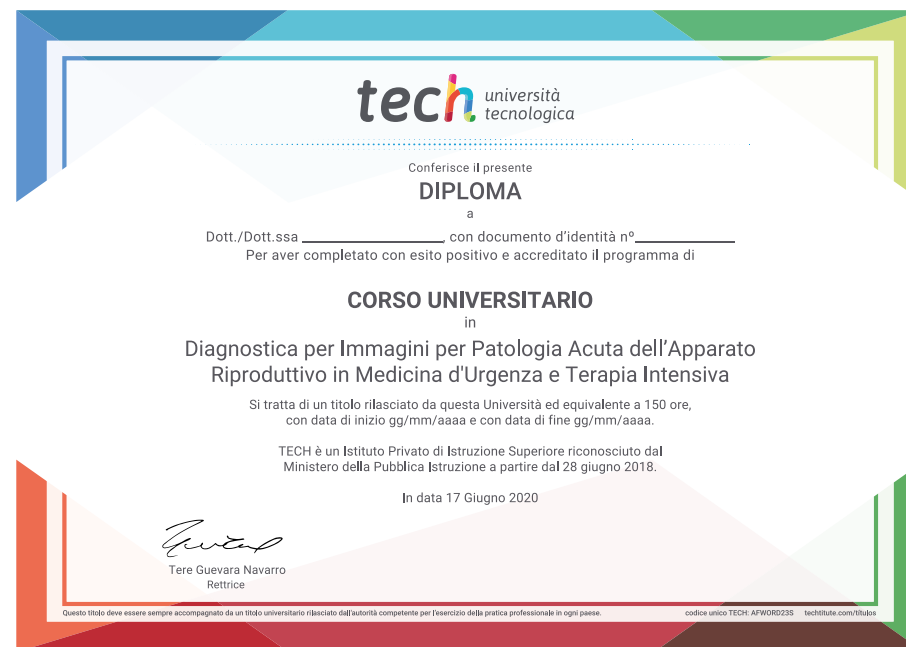 tech università
tecnologica
Conferisce il presente
DIPLOMA
a
Dott./Dott.ssa ____________________, con documento d'identità nº______________
Per aver completato con esito positivo e accreditato il programma di
CORSO UNIVERSITARIO
in
Diagnostica per Immagini per Patologia Acuta dell'Apparato
Riproduttivo in Medicina d'Urgenza e Terapia Intensiva
Si tratta di un titolo rilasciato da questa Università ed equivalente a 150 ore,
con data di inizio gg/mm/aaaa e con data di fine gg/mm/aaaa.
TECH è un Istituto Privato di Istruzione Superiore riconosciuto dal
Ministero della Pubblica Istruzione a partire dal 28 giugno 2018.
In data 17 Giugno 2020
Tere Guevara Navarro
Rettrice
Questo titolo deve essere sempre accompagnato da un titolo universitario rilasciato dall'autorità competente per l'esercizio della pratica professionale in ogni paese. codice unico TECH: AFWORD23S techtitute.com/titulos